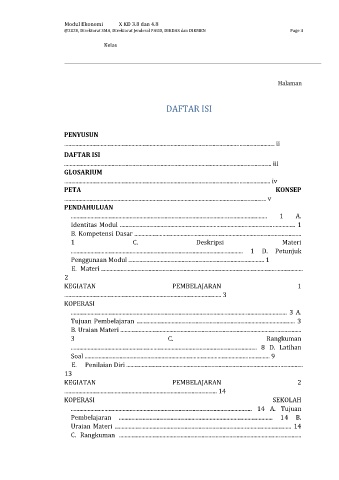 Modul Ekonomi X KD 3.8 dan 4.8
@2020, Direktorat SMA, Direktorat Jenderal PAUD, DIKDAS dan DIKMEN Page 4
Kelas
Halaman
DAFTAR ISI
PENYUSUN
........................................ ii
DAFTAR ISI
........................................ iii
GLOSARIUM
........................................ iv
PETA KONSEP
........................................ v
PENDAHULUAN
........................................ 1 A.
Identitas Modul ........................................ 1
B. Kompetensi Dasar ........................................
1 C. Deskripsi Materi
........................................ 1 D. Petunjuk
Penggunaan Modul ........................................ 1
E. Materi ........................................
2
KEGIATAN PEMBELAJARAN 1
........................................ 3
KOPERASI
........................................ 3 A.
Tujuan Pembelajaran ........................................ 3
B. Uraian Materi ........................................
3 C. Rangkuman
........................................ 8 D. Latihan
Soal ........................................ 9
E. Penilaian Diri ........................................
13
KEGIATAN PEMBELAJARAN 2
........................................ 14
KOPERASI SEKOLAH
........................................ 14 A. Tujuan
Pembelajaran ........................................ 14 B.
Uraian Materi ........................................ 14
C. Rangkuman ........................................